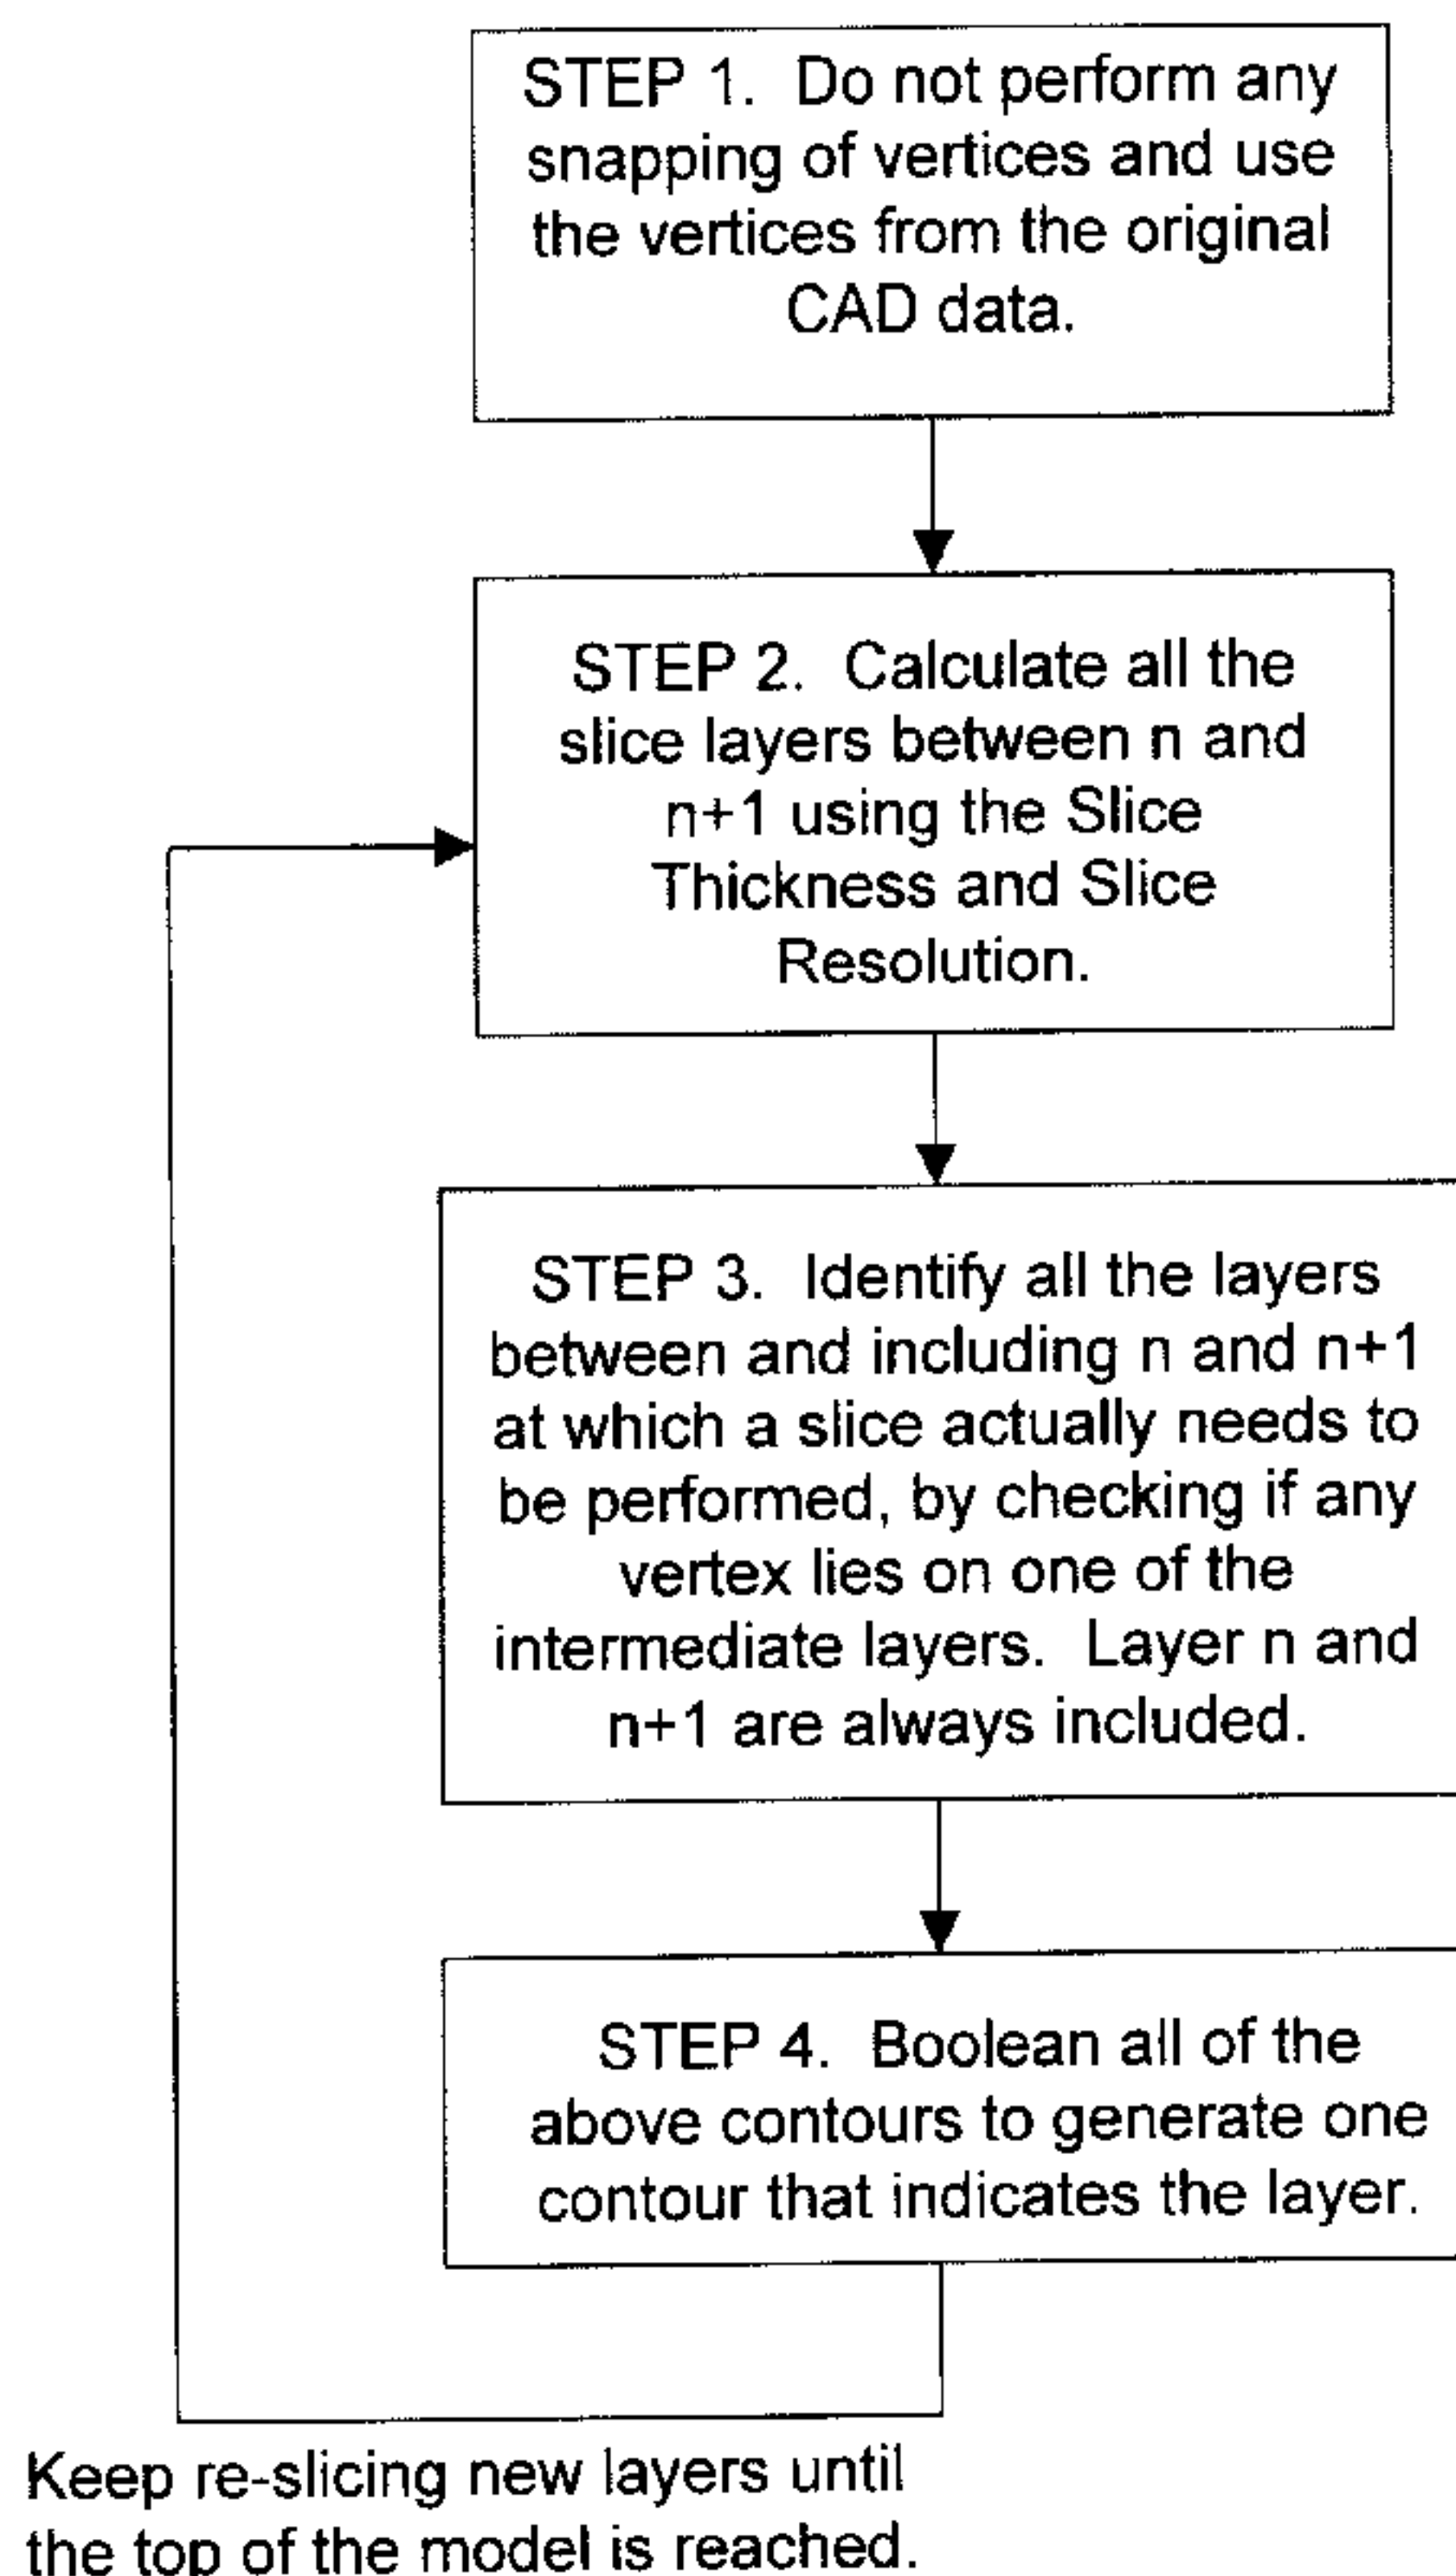 STEP 1. Do not perform any
snapping of vertices and use
the vertices from the original
CAD data.
STEP 2. Calculate all the
slice layers between n and
n+1 using the Slice
Thickness and Slice
Resolution.
STEP 3. Identify all the layers
between and including n and n+1
at which a slice actually needs to
be performed, by checking if any
vertex lies on one of the
intermediate layers. Layer n and
n+1 are always included.
STEP 4. Boolean all of the
above contours to generate one
contour that indicates the layer.
Keep re-slicing new layers until
the top of the model is reached.